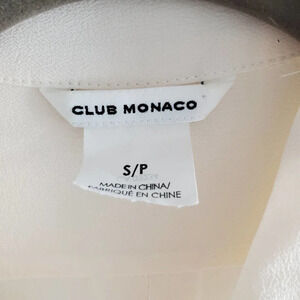 CLUB MONACO
S/P
MADE IN CHINA/
FABRIQUÉ EN CHINE